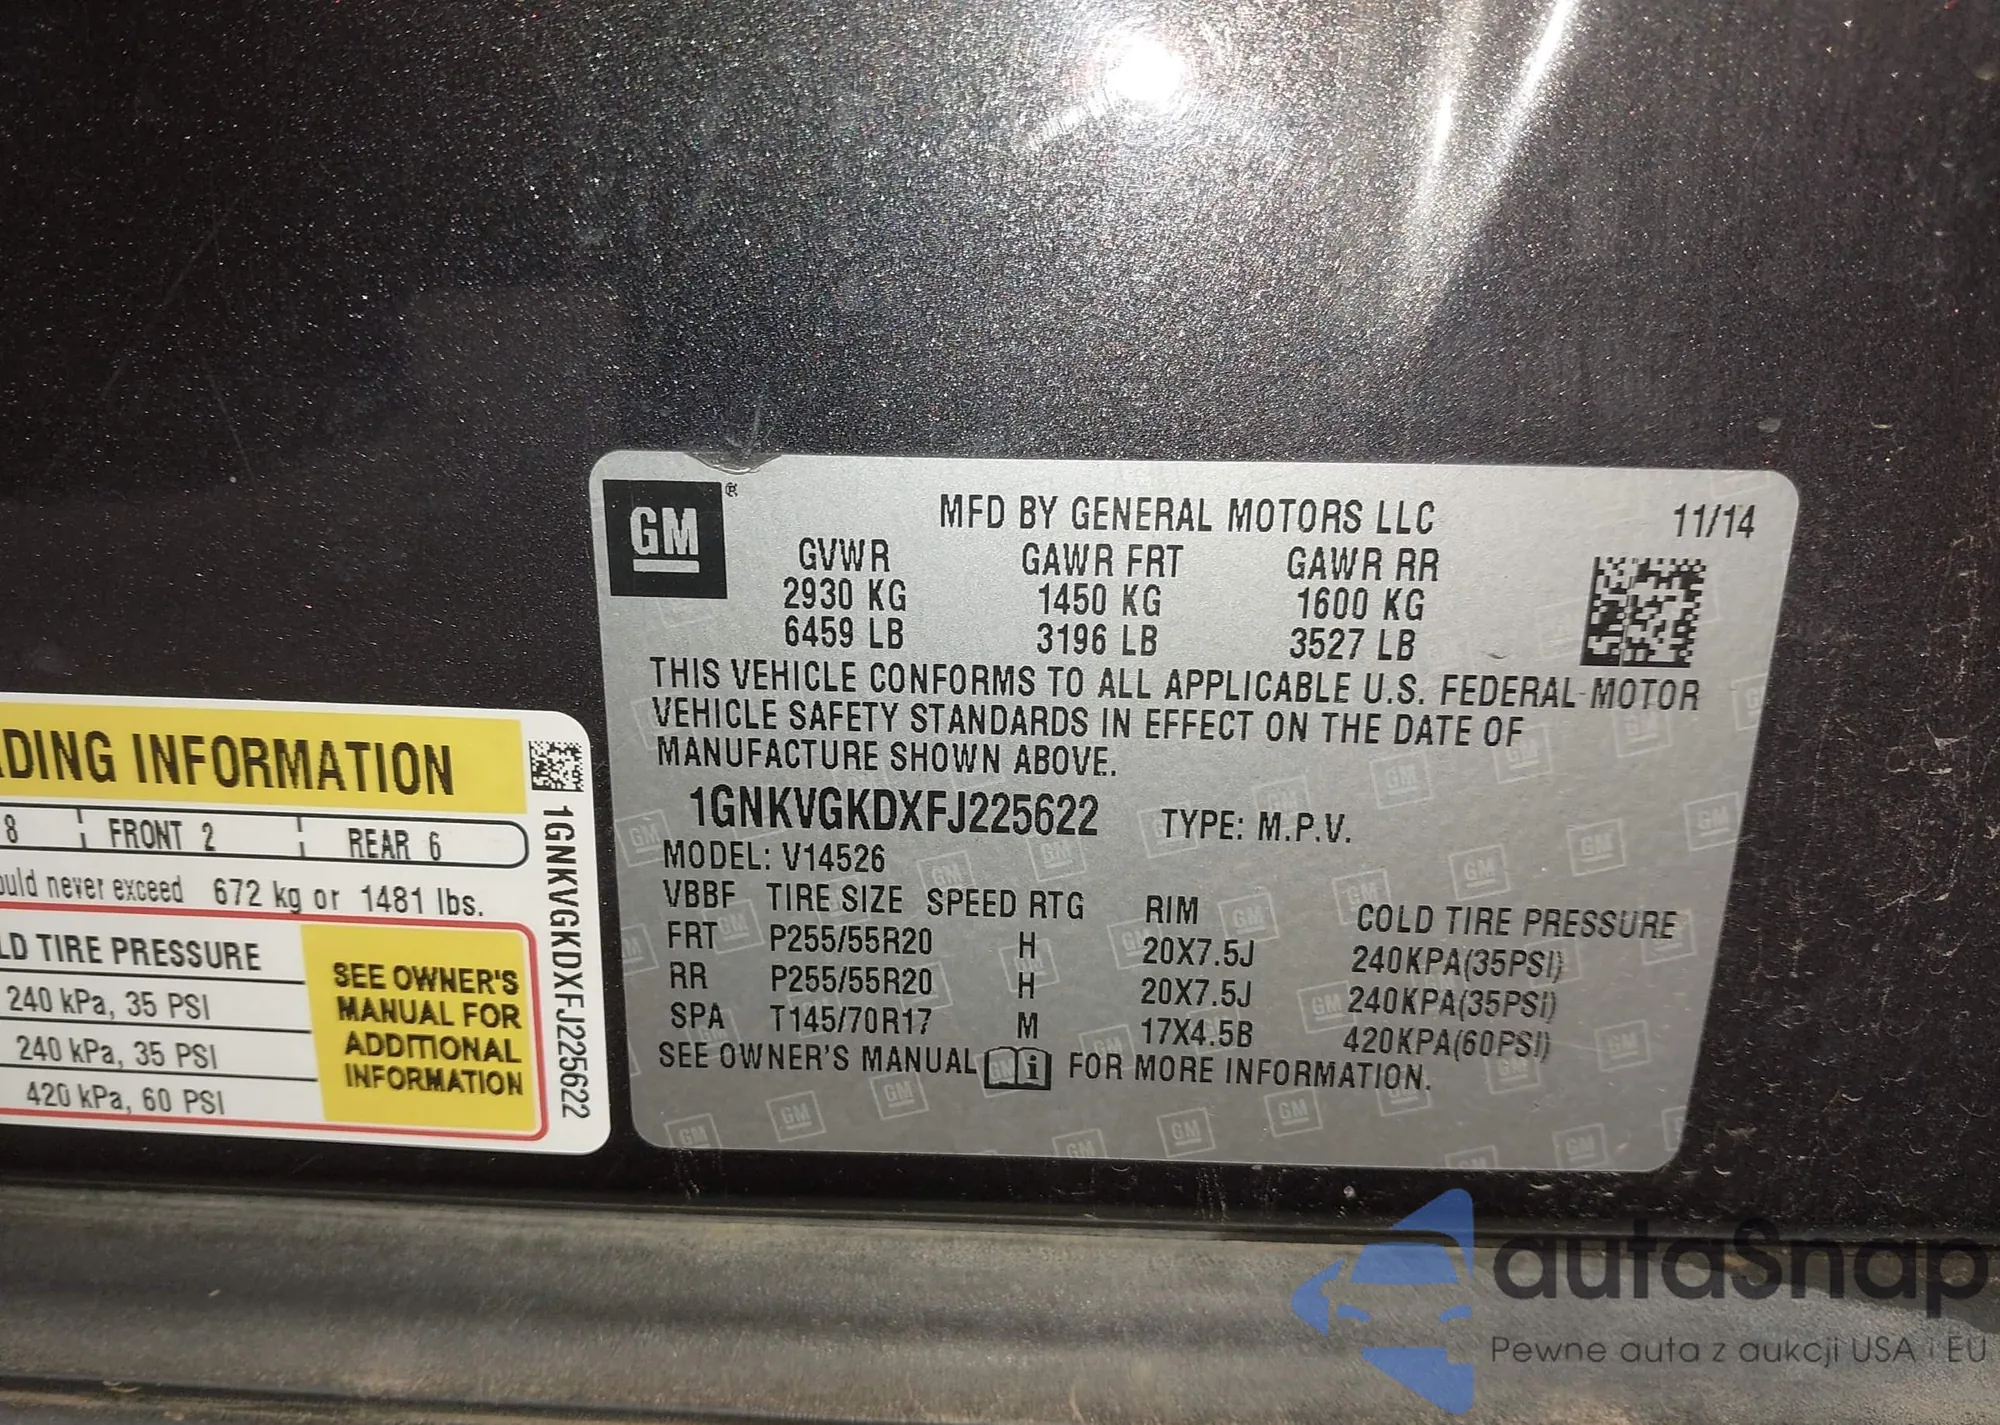 GM ®
MFD BY GENERAL MOTORS LLC 11/14
GVWR GAWR FRT GAWR RR
2930 KG 1450 KG 1600 KG
6459 LB 3196 LB 3527 LB
THIS VEHICLE CONFORMS TO ALL APPLICABLE U.S. FEDERAL MOTOR
VEHICLE SAFETY STANDARDS IN EFFECT ON THE DATE OF
MANUFACTURE SHOWN ABOVE.
1GNKVGKDXFJ225622 TYPE: M.P.V.
MODEL: V14526
VBBF TIRE SIZE SPEED RTG RIM COLD TIRE PRESSURE
FRT P255/55R20 H 20X7.5J 240KPA(35PSI)
RR P255/55R20 H 20X7.5J 240KPA(35PSI)
SPA T145/70R17 M 17X4.5B 420KPA(60PSI)
SEE OWNER'S MANUAL i FOR MORE INFORMATION.
DING INFORMATION
8 FRONT 2 REAR 6
ould never exceed 672 kg or 1481 lbs.
LD TIRE PRESSURE
240 kPa, 35 PSI
240 kPa, 35 PSI
420 kPa, 60 PSI
SEE OWNER'S
MANUAL FOR
ADDITIONAL
INFORMATION
1GNKVGKDXFJ225622
autaSnap
Pewne auta z aukcji USA i EU